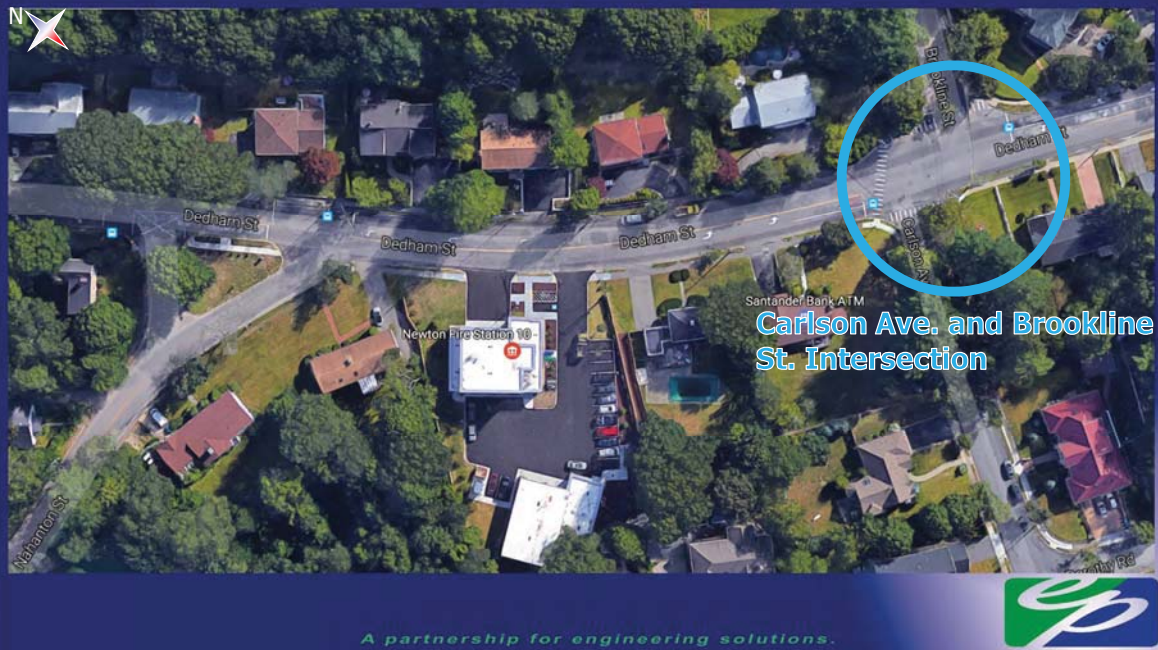 N
Brookline St
Dedham St
Dedham St
Dedham St
Dedham St
Carlson Av
Santander Bank ATM
Newton Fire Station 10
Carlson Ave. and Brookline
St. Intersection
Nahanton St
A partnership for engineering solutions.
ep